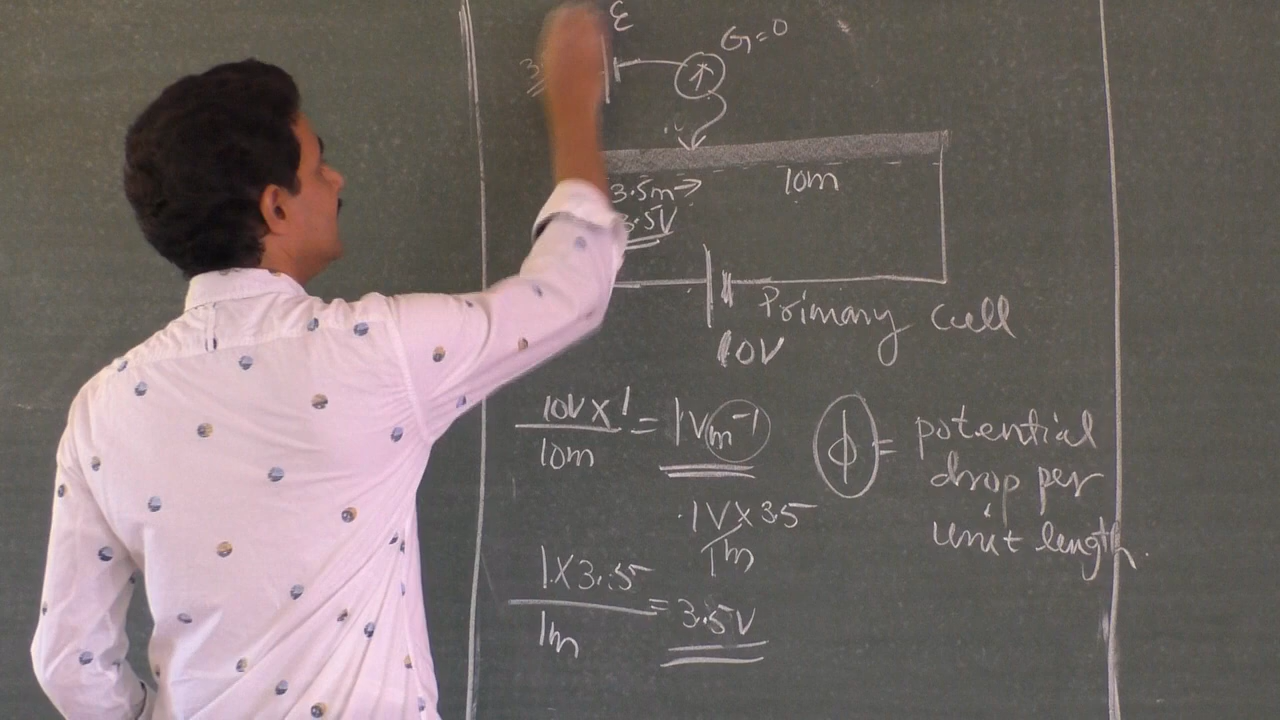 ε
G=0
3
3.5m→
10m
3.5V
Primary cell
10V
10V×1
10m
= 1Vm⁻¹
ϕ = potential
drop per
unit length.
1V×3.5
1m
1×3.5
1m
= 3.5V